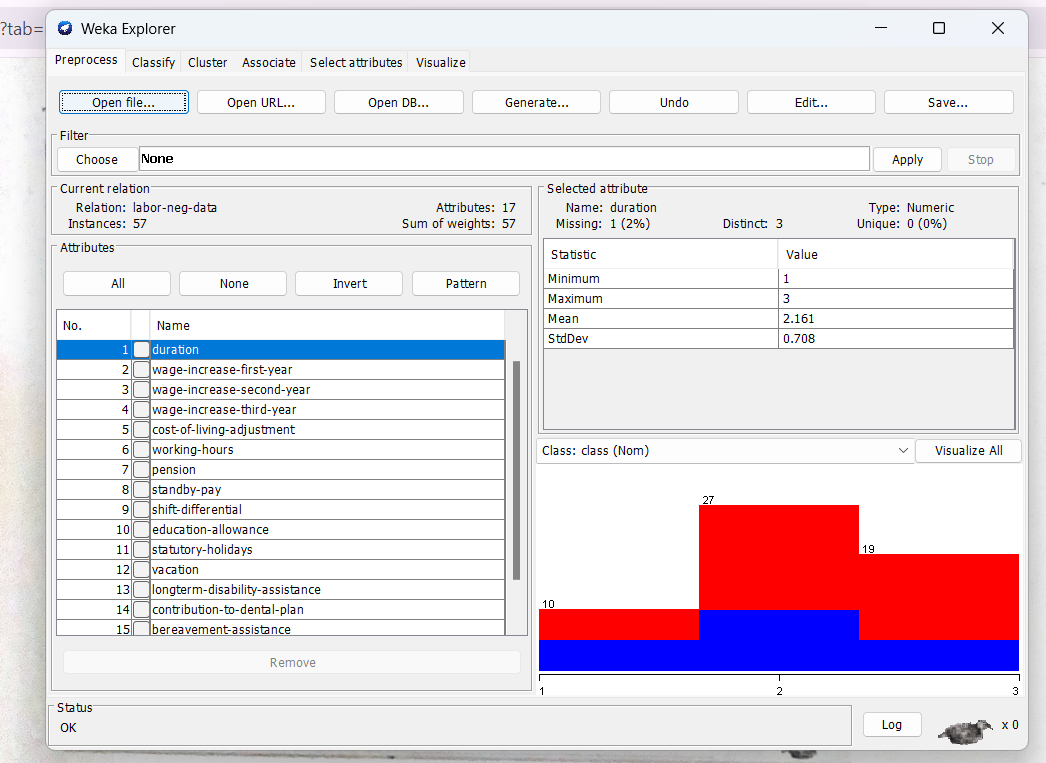 ?tab=
Weka Explorer
Preprocess Classify Cluster Associate Select attributes Visualize
Open file... Open URL... Open DB... Generate... Undo Edit... Save...
Filter
Choose None Apply Stop
Current relation
Relation: labor-neg-data Attributes: 17
Instances: 57 Sum of weights: 57
Attributes
All None Invert Pattern
No. Name
1 duration
2 wage-increase-first-year
3 wage-increase-second-year
4 wage-increase-third-year
5 cost-of-living-adjustment
6 working-hours
7 pension
8 standby-pay
9 shift-differential
10 education-allowance
11 statutory-holidays
12 vacation
13 longterm-disability-assistance
14 contribution-to-dental-plan
15 bereavement-assistance
Remove
Selected attribute
Name: duration Type: Numeric
Missing: 1 (2%) Distinct: 3 Unique: 0 (0%)
Statistic Value
Minimum 1
Maximum 3
Mean 2.161
StdDev 0.708
Class: class (Nom) Visualize All
27
19
10
1 2 3
Status
OK
Log x 0